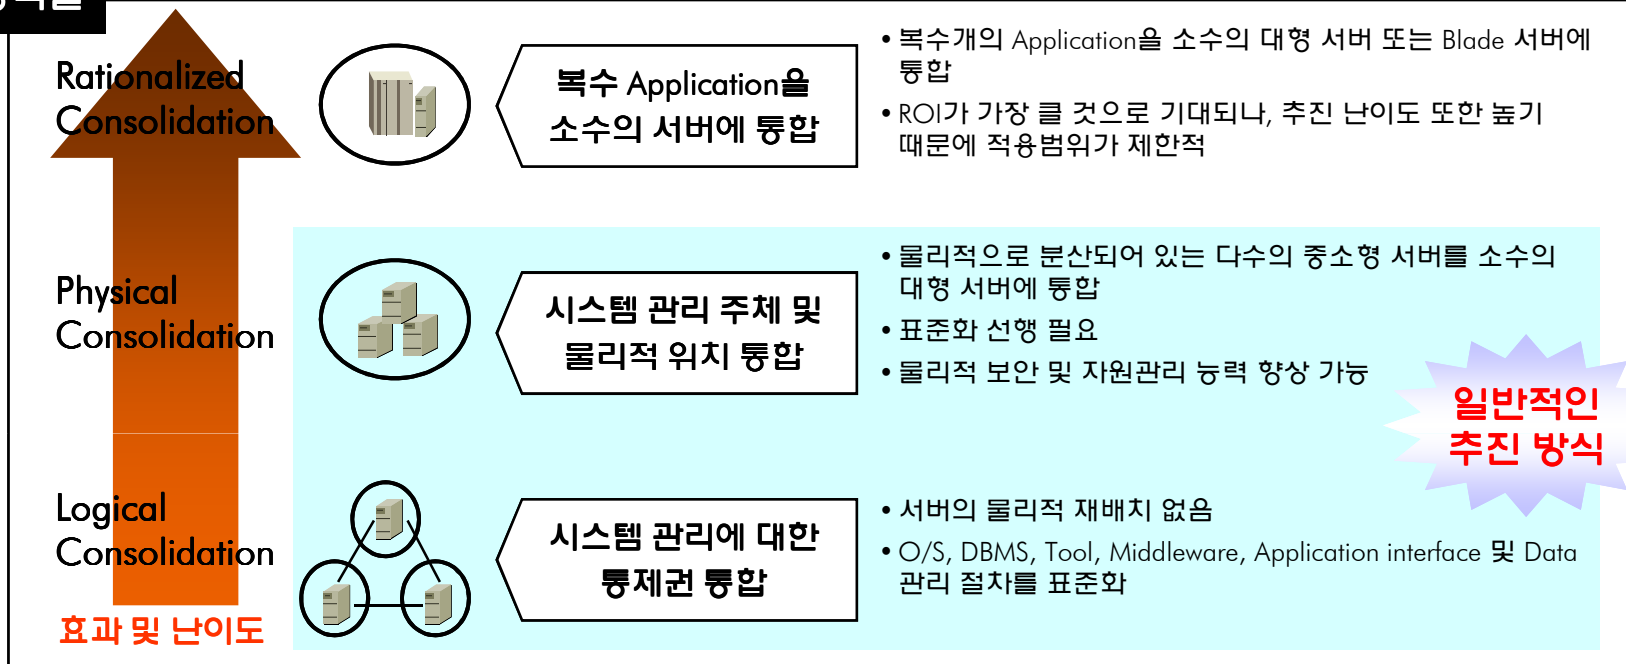 Rationalized
Consolidation
복수 Application을
소수의 서버에 통합
• 복수개의 Application을 소수의 대형 서버 또는 Blade 서버에
통합
• ROI가 가장 클 것으로 기대되나, 추진 난이도 또한 높기
때문에 적용범위가 제한적
Physical
Consolidation
시스템 관리 주체 및
물리적 위치 통합
• 물리적으로 분산되어 있는 다수의 중소형 서버를 소수의
대형 서버에 통합
• 표준화 선행 필요
• 물리적 보안 및 자원관리 능력 향상 가능
일반적인
추진 방식
Logical
Consolidation
시스템 관리에 대한
통제권 통합
• 서버의 물리적 재배치 없음
• O/S, DBMS, Tool, Middleware, Application interface 및 Data
관리 절차를 표준화
효과 및 난이도